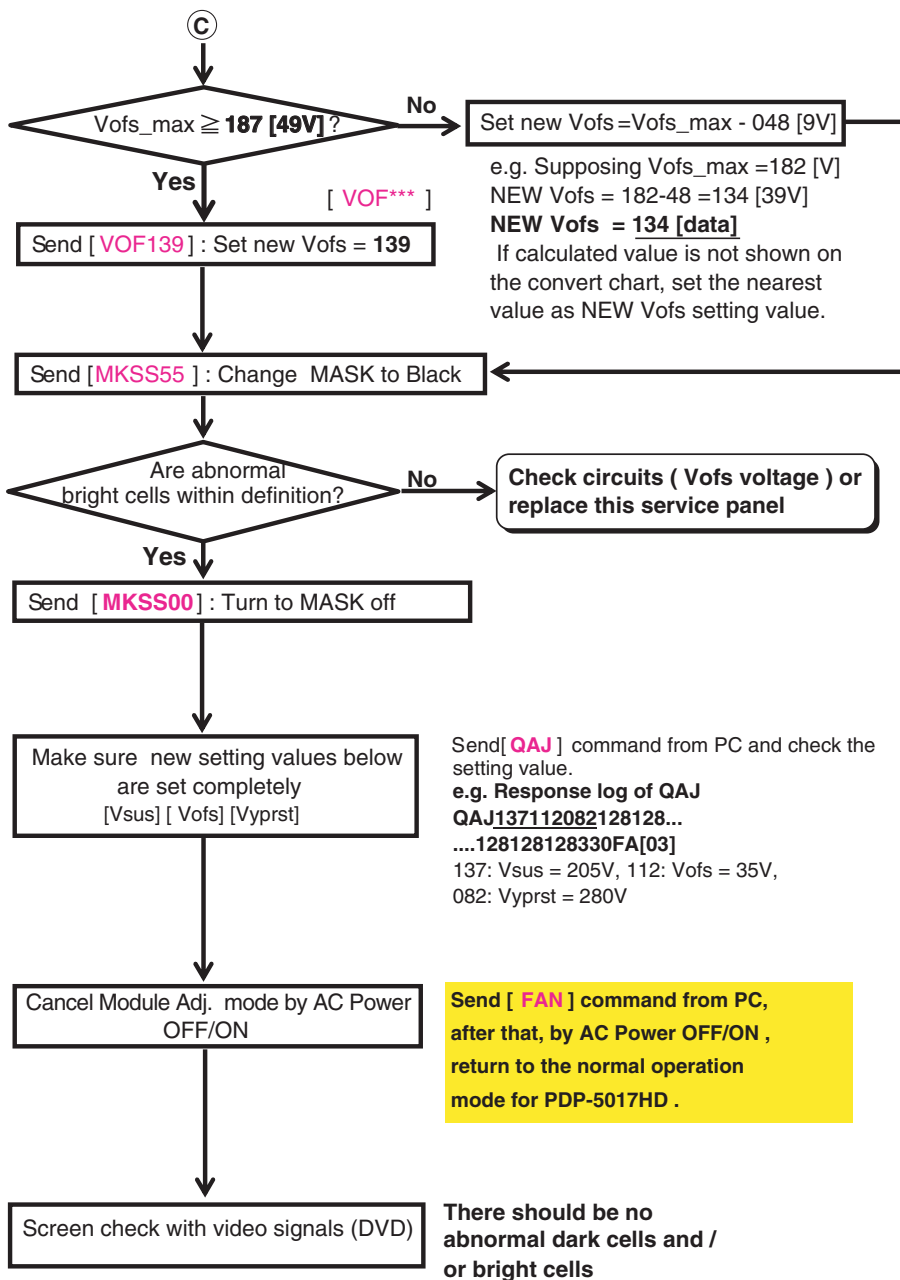 C
Vofs_max ≧ 187 [49V] ?
No
Set new Vofs =Vofs_max - 048 [9V]
e.g. Supposing Vofs_max =182 [V]
NEW Vofs = 182-48 =134 [39V]
NEW Vofs = 134 [data]
If calculated value is not shown on
the convert chart, set the nearest
value as NEW Vofs setting value.
Yes
[ VOF*** ]
Send [ VOF139 ] : Set new Vofs = 139
Send [MKSS55 ] : Change MASK to Black
Are abnormal
bright cells within definition?
No
Check circuits ( Vofs voltage ) or
replace this service panel
Yes
Send [ MKSS00 ] : Turn to MASK off
Make sure new setting values below
are set completely
[Vsus] [ Vofs] [Vyprst]
Send[ QAJ ] command from PC and check the
setting value.
e.g. Response log of QAJ
QAJ137112082128128...
....128128128330FA[03]
137: Vsus = 205V, 112: Vofs = 35V,
082: Vyprst = 280V
Cancel Module Adj. mode by AC Power
OFF/ON
Send [ FAN ] command from PC,
after that, by AC Power OFF/ON ,
return to the normal operation
mode for PDP-5017HD .
Screen check with video signals (DVD)
There should be no
abnormal dark cells and /
or bright cells